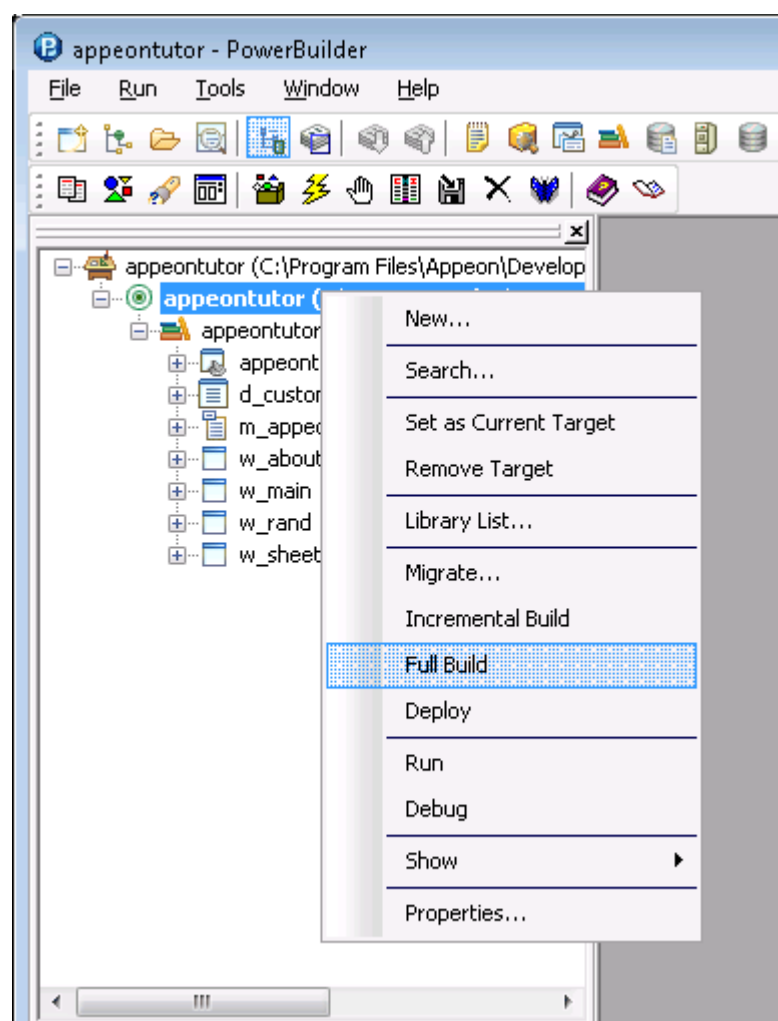 appeontutor - PowerBuilder
File Run Tools Window Help
appeontutor (C:\Program Files\Appeon\Develop
appeontutor (
appeontutor
appeont
d_custor
m_appeo
w_about
w_main
w_rand
w_sheet
New...
Search...
Set as Current Target
Remove Target
Library List...
Migrate...
Incremental Build
Full Build
Deploy
Run
Debug
Show
Properties...